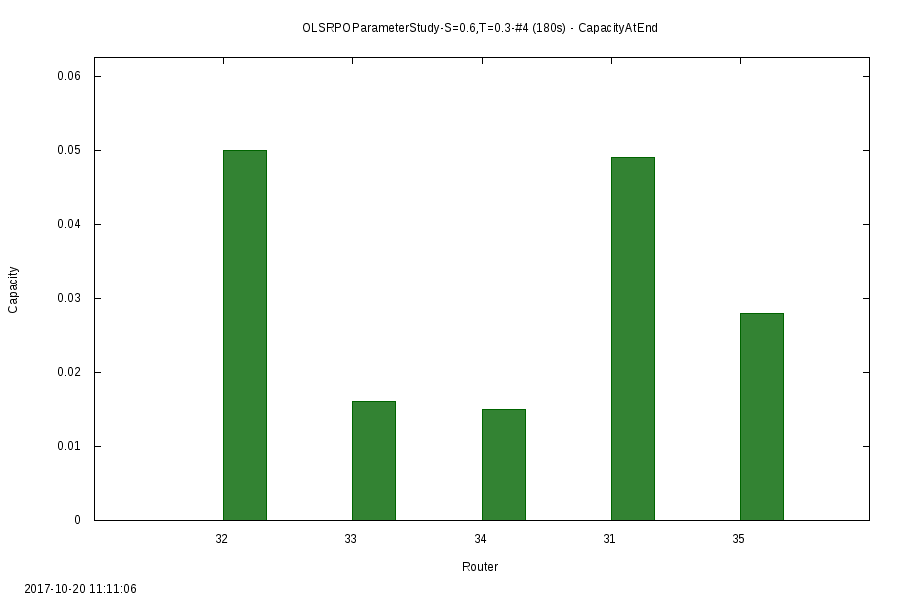 OLSRPOParameterStudy-S=0.6,T=0.3-#4 (180s) - CapacityAtEnd
0.06
0.05
0.04
0.03
0.02
0.01
0
Capacity
32 33 34 31 35
Router
2017-10-20 11:11:06